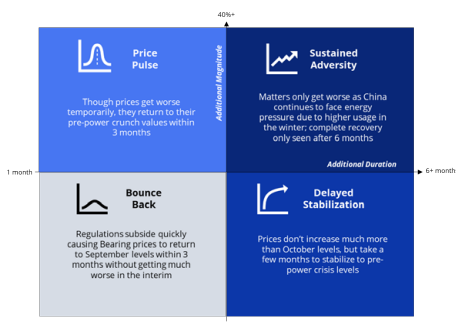 40%+
Price
Pulse
Though prices get worse
temporarily, they return to their
pre-power crunch values within
3 months
Additional Magnitude
Sustained
Adversity
Matters only get worse as China
continues to face energy
pressure due to higher usage in
the winter; complete recovery
only seen after 6 months
Additional Duration
1 month
6+ month
Bounce
Back
Regulations subside quickly
causing Bearing prices to return
to September levels within 3
months without getting much
worse in the interim
Delayed
Stabilization
Prices don't increase much more
than October levels, but take a
few months to stabilize to pre-
power crisis levels